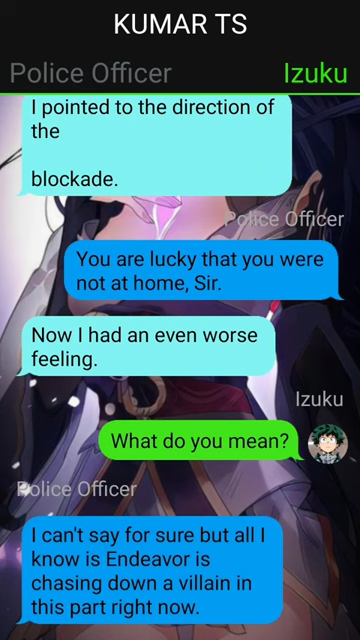 KUMAR TS
Police Officer
Izuku
I pointed to the direction of
the
blockade.
Police Officer
You are lucky that you were
not at home, Sir.
Now I had an even worse
feeling.
Izuku
What do you mean?
Police Officer
I can't say for sure but all I
know is Endeavor is
chasing down a villain in
this part right now.